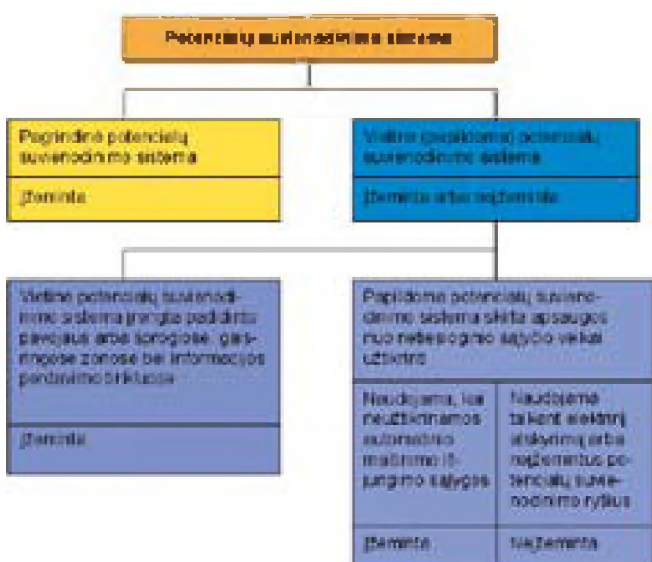 Potencialų suvienodinimo sistema
Pagrindinė potencialų
suvienodinimo sistema
Įžeminta
Vietinė (papildoma) potencialų
suvienodinimo sistema
Įžeminta arba neįžeminta
Vietinė potencialų suvienodi-
nimo sistema įrengta padidinto
pavojaus arba sprogiose, gais-
ringose zonose bei informacijos
perdavimo tinkluose
Įžeminta
Papildoma potencialų suvieno-
dinimo sistema skirta apsaugos
nuo netiesioginio sąlyčio veikai
užtikrinti
Naudojama, kai
neužtikrinamos
automatinio
maitinimo iš-
jungimo sąlygos
Įžeminta
Naudojama
taikant elektrinį
atskyrimą arba
neįžemintus po-
tencialų suvie-
nodinimo ryšius
Neįžeminta